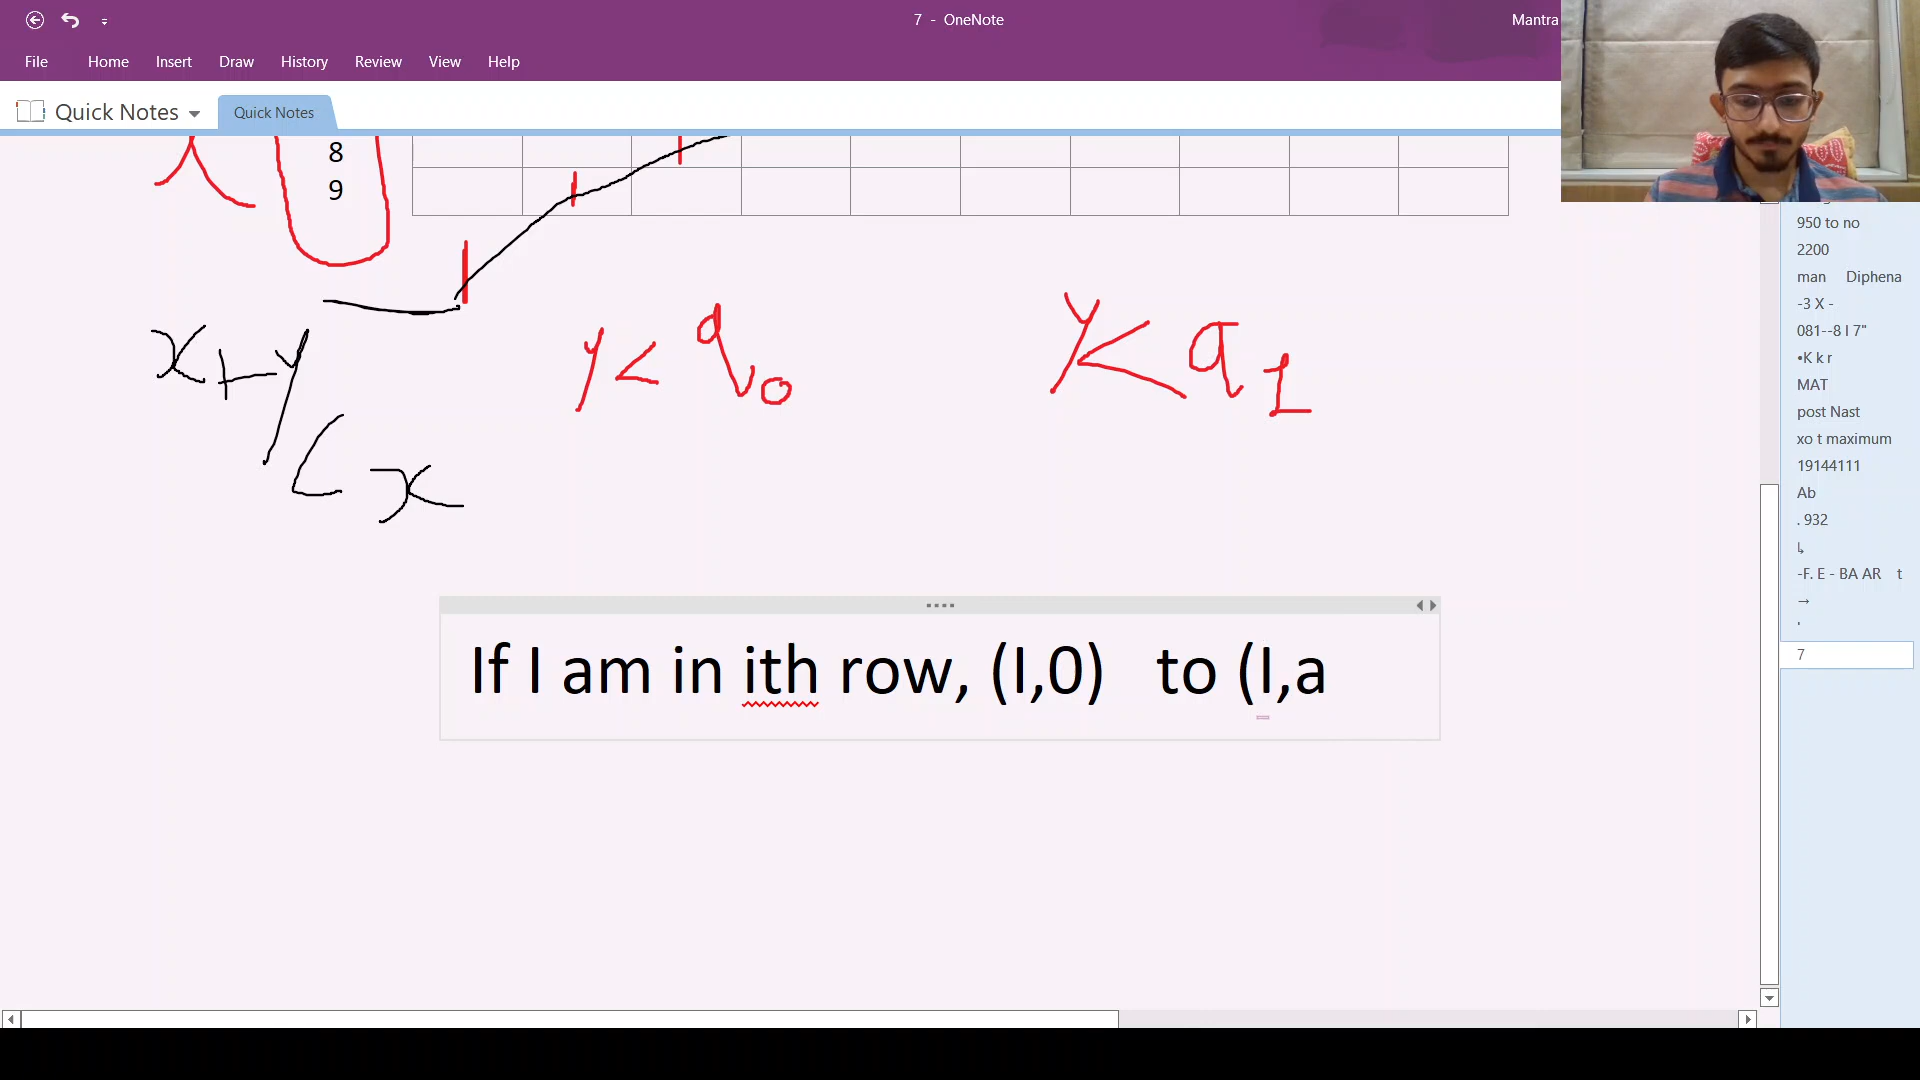 7 - OneNote
Mantra
File Home Insert Draw History Review View Help
Quick Notes
Quick Notes
8
9
950 to no
2200
man Diphena
-3 X -
081--8 I 7"
•K k r
MAT
post Nast
xo t maximum
19144111
Ab
. 932
↳
-F. E - BA AR t
→
'
7
x+y
< x
y < a0
y < a1
If I am in ith row, (I,0) to (I,a